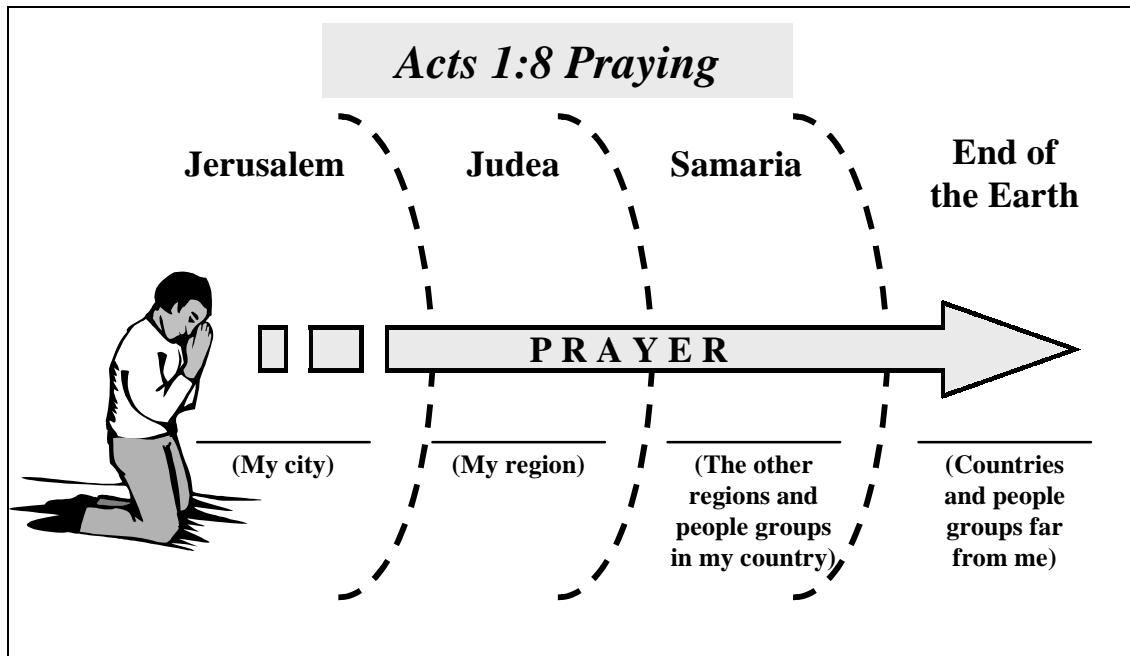 Acts 1:8 Praying
Jerusalem
Judea
Samaria
End of
the Earth
P R A Y E R
(My city)
(My region)
(The other
regions and
people groups
in my country)
(Countries
and people
groups far
from me)